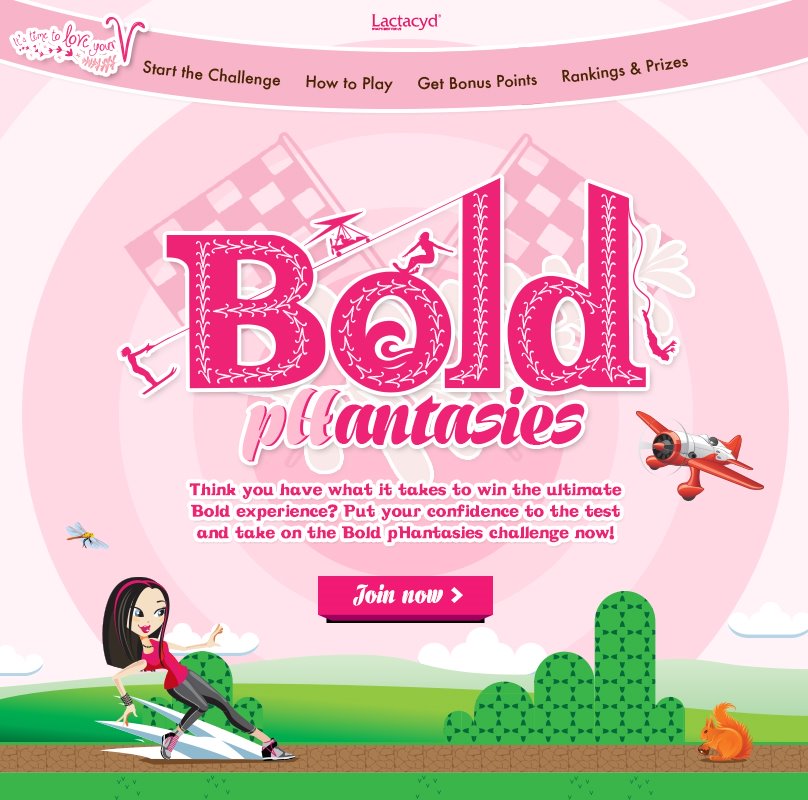 Lactacyd®
It's time to love your V
Start the Challenge
How to Play
Get Bonus Points
Rankings & Prizes
Bold
pHantasies
Think you have what it takes to win the ultimate
Bold experience? Put your confidence to the test
and take on the Bold pHantasies challenge now!
Join now >